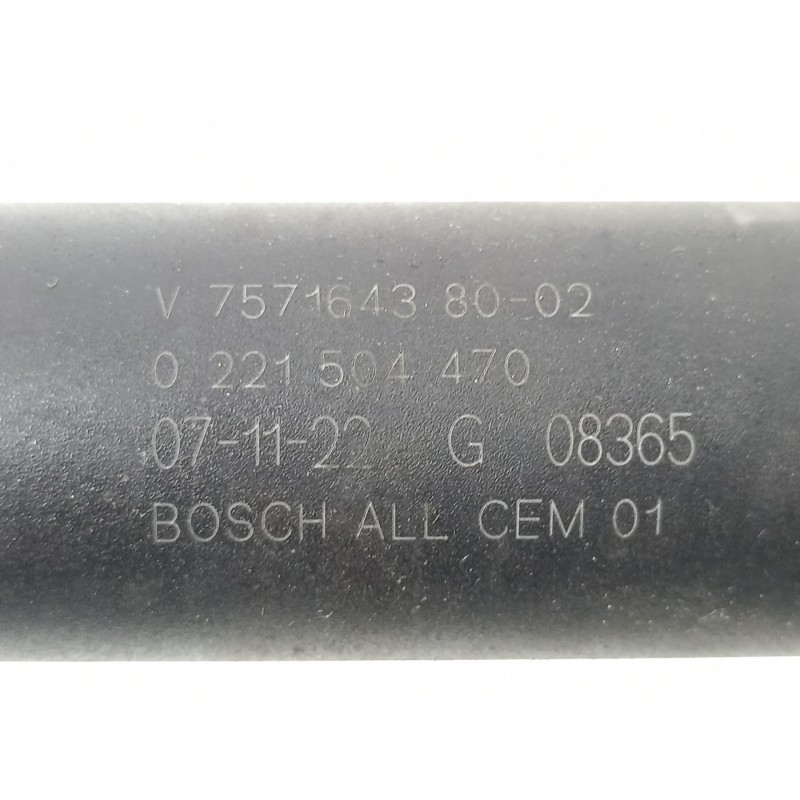 V 7571643 80-02
0 221 504 470
07-11-22 G 08365
BOSCH ALL CEM 01